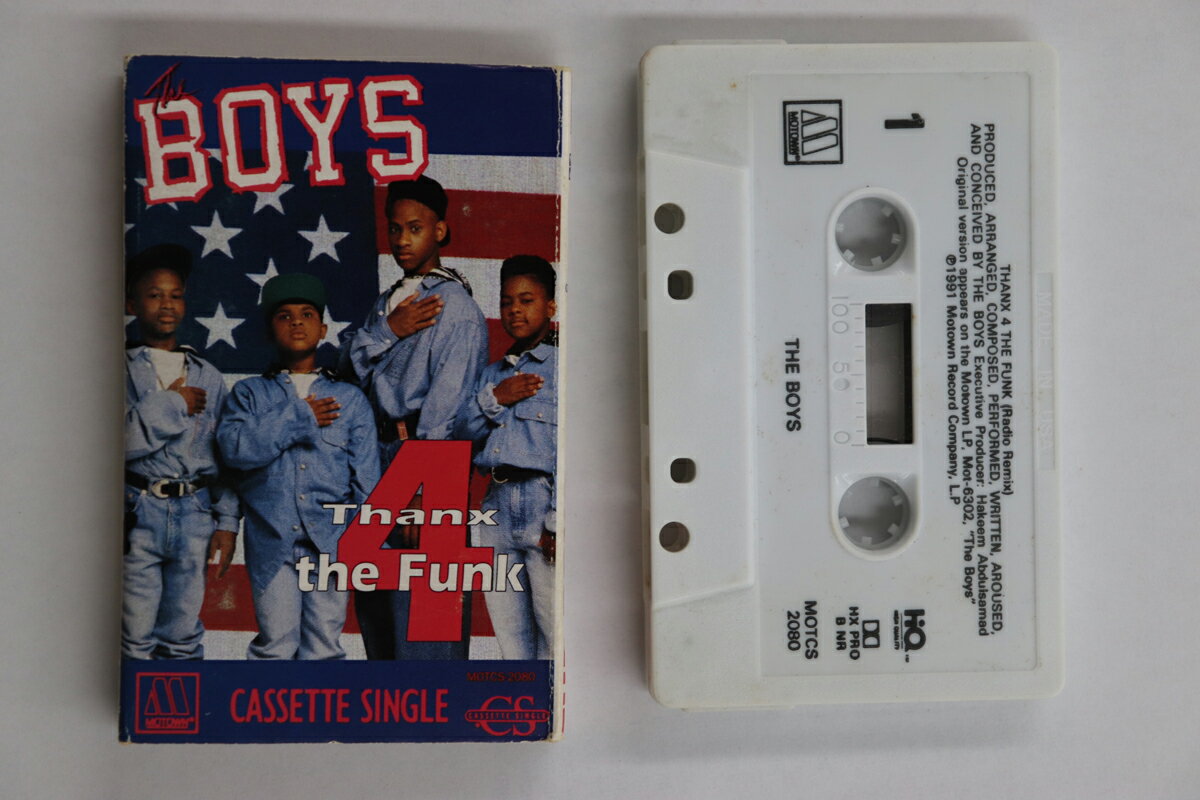 The
BOYS
Thanx
4
the Funk
MOTOWN
CASSETTE SINGLE
MOTCS 2080
CS
CASSETTE SINGLE
MOTOWN
1
THANX 4 THE FUNK (Radio Remix)
PRODUCED, ARRANGED, COMPOSED, PERFORMED, WRITTEN, AROUSED,
AND CONCEIVED BY THE BOYS Executive Producer: Hakeem Abdulsamad
Original version appears on the Motown LP, Mot-6302, "The Boys"
℗1991 Motown Record Company, L.P
THE BOYS
100 50 0
MADE IN USA
HQ
HIGH QUALITY
HX PRO
B NR
MOTCS
2080